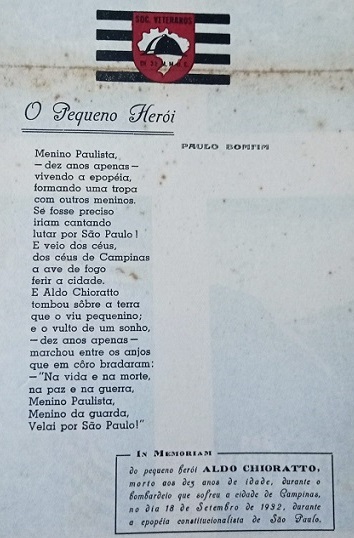 SOC. VETERANOS
DE 32 M.M.D.C.
O Pequeno Herói
PAULO BOMFIM
Menino Paulista,
— dez anos apenas —
vivendo a epopéia,
formando uma tropa
com outros meninos.
Se fosse preciso
iriam cantando
lutar por São Paulo!
E veio dos céus,
dos céus de Campinas
a ave de fogo
ferir a cidade.
E Aldo Chioratto
tombou sôbre a terra
que o viu pequenino;
e o vulto de um sonho,
— dez anos apenas —
marchou entre os anjos
que em côro bradaram:
— "Na vida e na morte,
na paz e na guerra,
Menino Paulista,
Menino da guarda,
Velai por São Paulo!"
IN MEMORIAM
do pequeno herói ALDO CHIORATTO,
morto aos dez anos de idade, durante o
bombardeio que sofreu a cidade de Campinas,
no dia 18 de Setembro de 1932, durante
a epopéia constitucionalista de São Paulo.